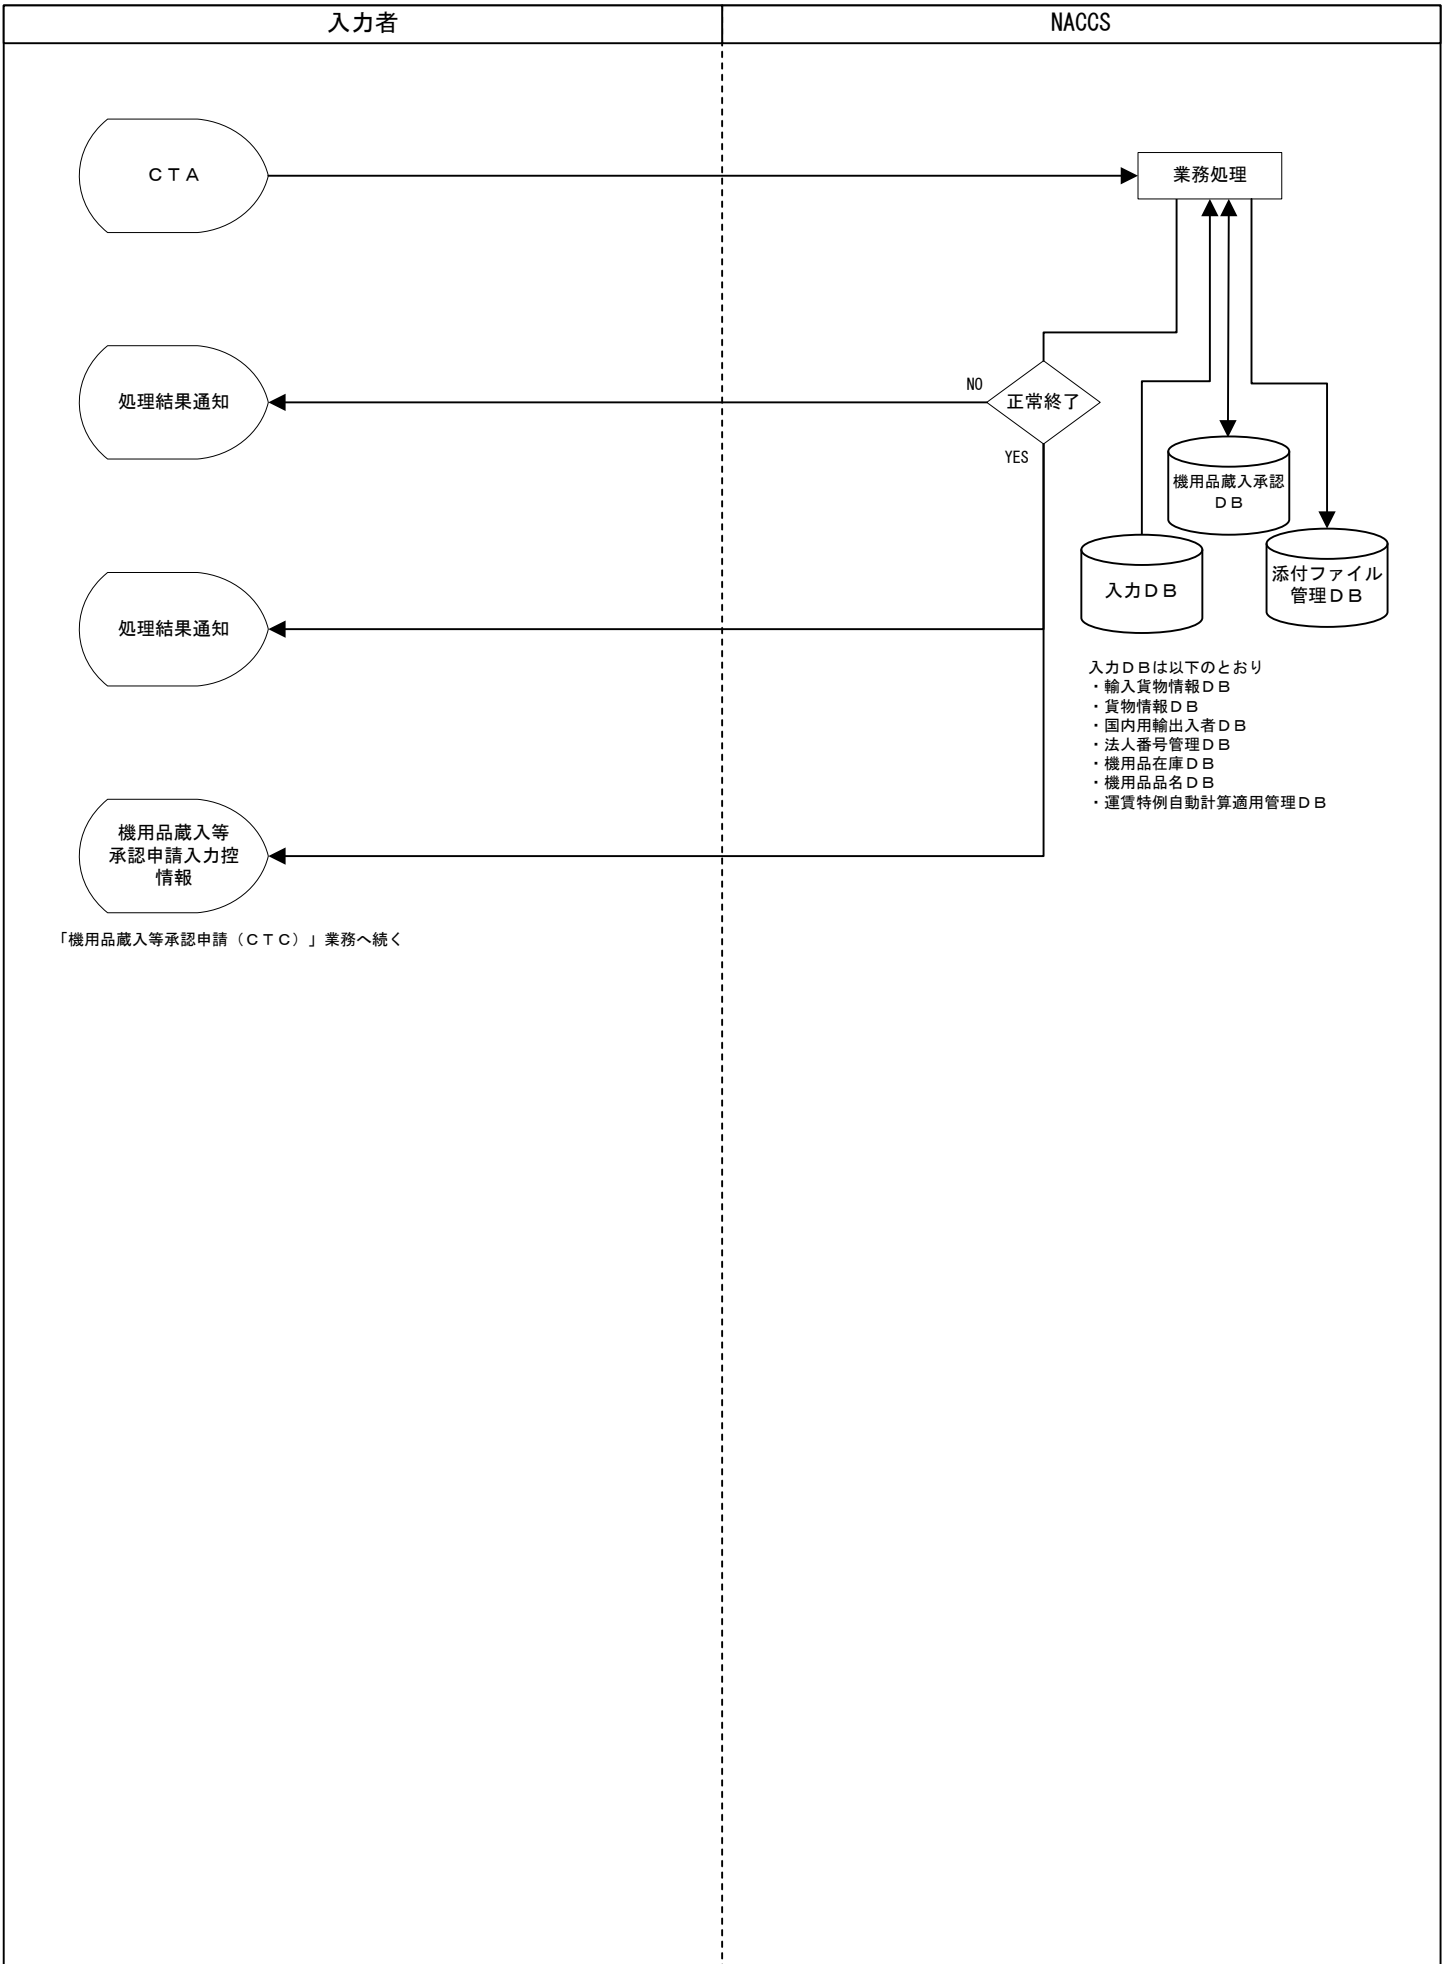 入力者
NACCS
ＣＴＡ
業務処理
処理結果通知
NO
正常終了
YES
機用品蔵入承認
ＤＢ
入力ＤＢ
添付ファイル
管理ＤＢ
処理結果通知
入力ＤＢは以下のとおり
・輸入貨物情報ＤＢ
・貨物情報ＤＢ
・国内用輸出入者ＤＢ
・法人番号管理ＤＢ
・機用品在庫ＤＢ
・機用品品名ＤＢ
・運賃特例自動計算適用管理ＤＢ
機用品蔵入等
承認申請入力控
情報
「機用品蔵入等承認申請（ＣＴＣ）」業務へ続く